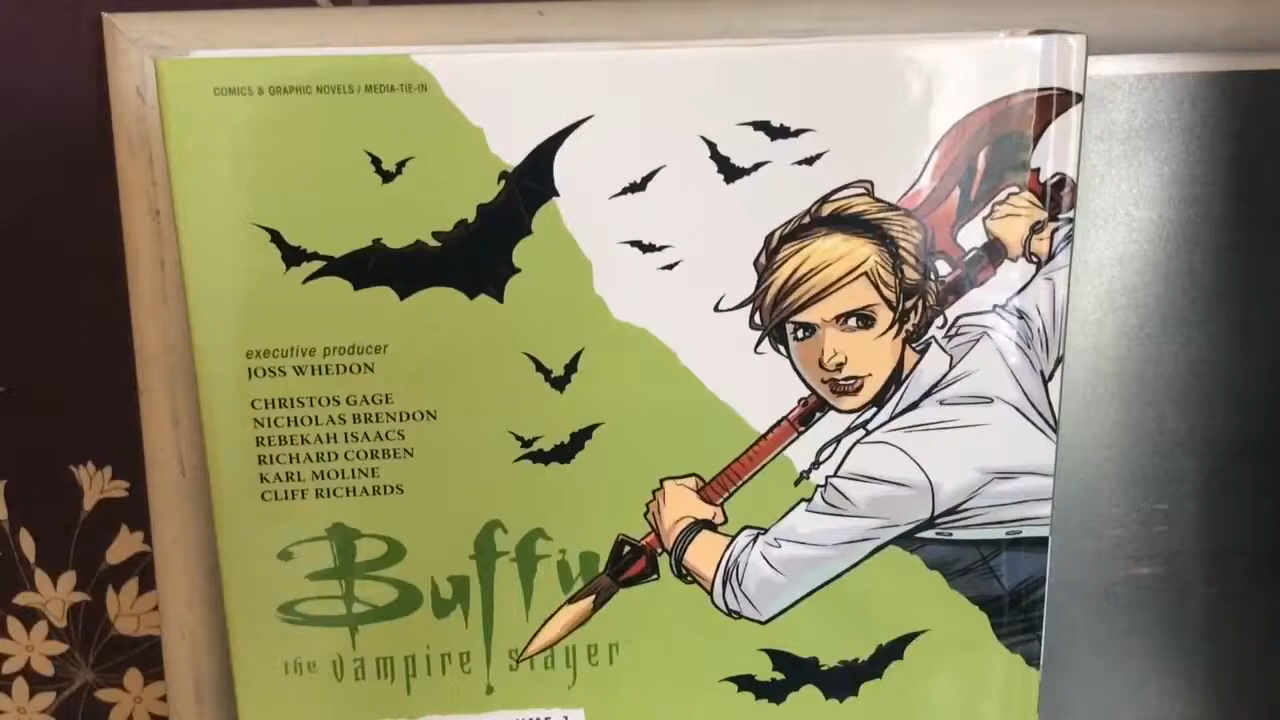 COMICS & GRAPHIC NOVELS / MEDIA-TIE-IN
executive producer
JOSS WHEDON
CHRISTOS GAGE
NICHOLAS BRENDON
REBEKAH ISAACS
RICHARD CORBEN
KARL MOLINE
CLIFF RICHARDS
Buffy
the vampire slayer